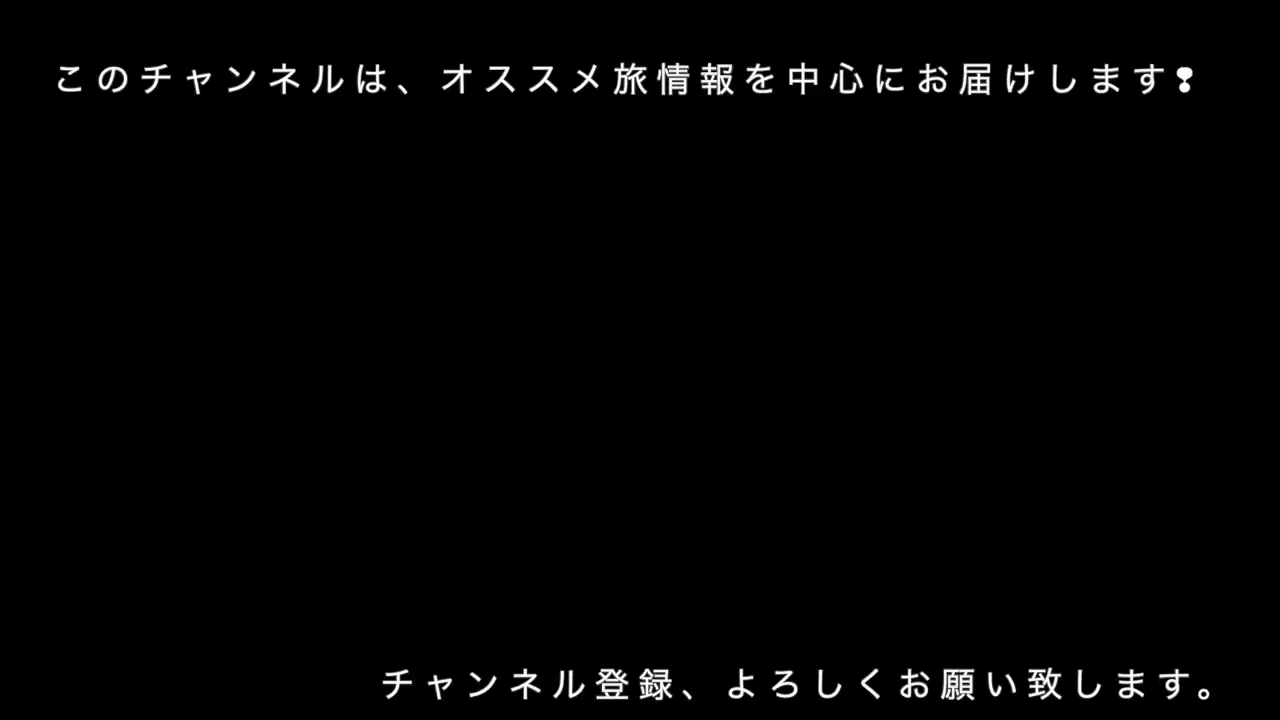 このチャンネルは、オススメ旅情報を中心にお届けします❢
チャンネル登録、よろしくお願い致します。